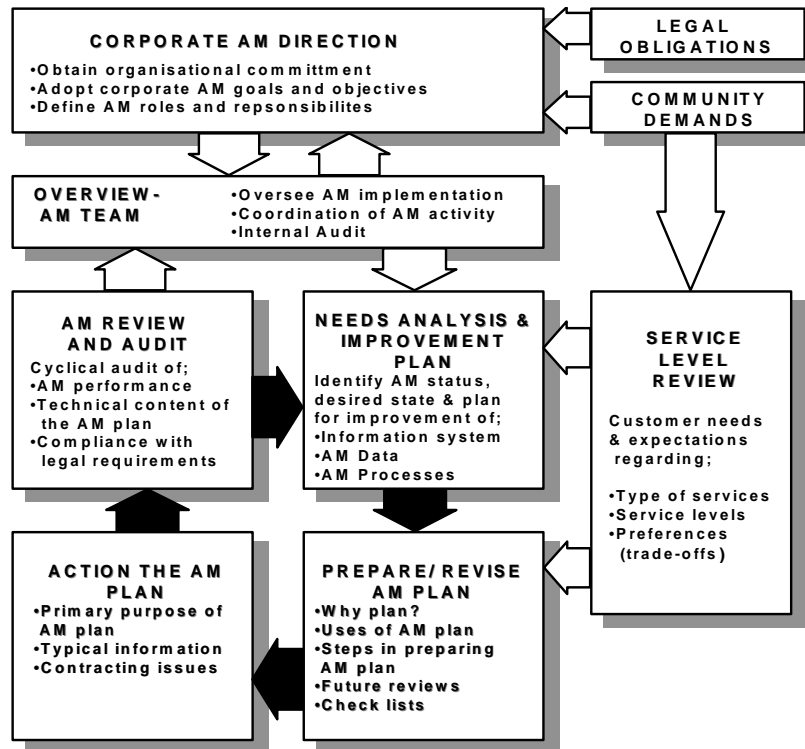 CORPORATE AM DIRECTION
•Obtain organisational committment
•Adopt corporate AM goals and objectives
•Define AM roles and repsonsibilites
LEGAL
OBLIGATIONS
COMMUNITY
DEMANDS
OVERVIEW-
AM TEAM
•Oversee AM implementation
•Coordination of AM activity
•Internal Audit
AM REVIEW
AND AUDIT
Cyclical audit of;
•AM performance
•Technical content of
the AM plan
•Compliance with
legal requirements
NEEDS ANALYSIS &
IMPROVEMENT
PLAN
Identify AM status,
desired state & plan
for improvement of;
•Information system
•AM Data
•AM Processes
SERVICE
LEVEL
REVIEW
Customer needs
& expectations
regarding;
•Type of services
•Service levels
•Preferences
(trade-offs)
ACTION THE AM
PLAN
•Primary purpose of
AM plan
•Typical information
•Contracting issues
PREPARE/REVISE
AM PLAN
•Why plan?
•Uses of AM plan
•Steps in preparing
AM plan
•Future reviews
•Check lists